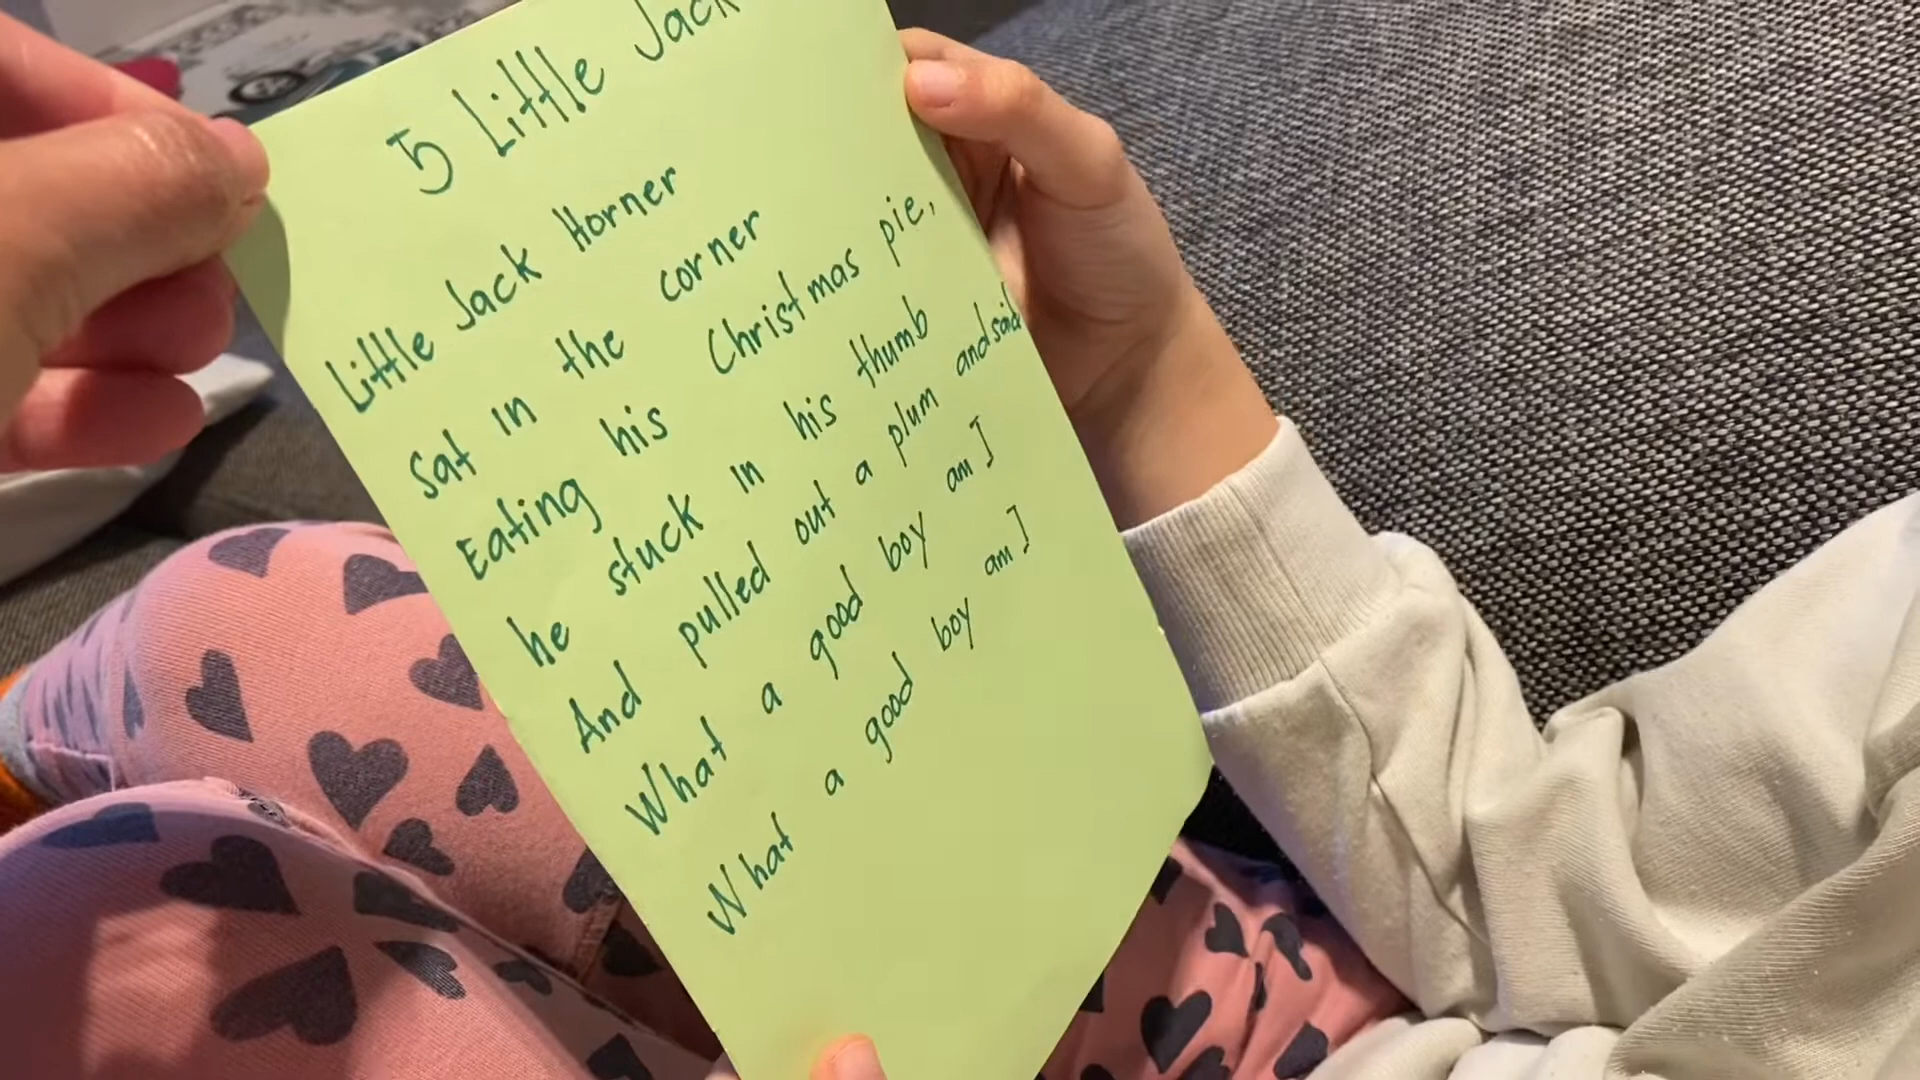 5 Little Jack
Little Jack Horner
Sat in the corner
Eating his Christmas pie,
he stuck in his thumb
And pulled out a plum and said
What a good boy am I
What a good boy am I